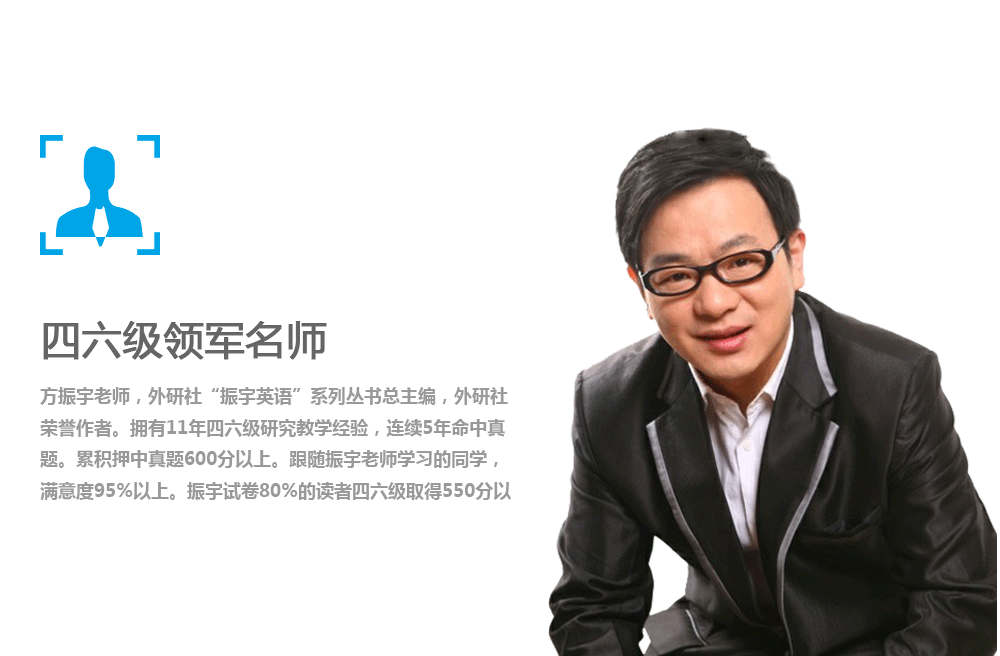 四六级领军名师
方振宇老师，外研社“振宇英语”系列丛书总主编，外研社
荣誉作者。拥有11年四六级研究教学经验，连续5年命中真
题。累积押中真题600分以上。跟随振宇老师学习的同学，
满意度95%以上。振宇试卷80%的读者四六级取得550分以